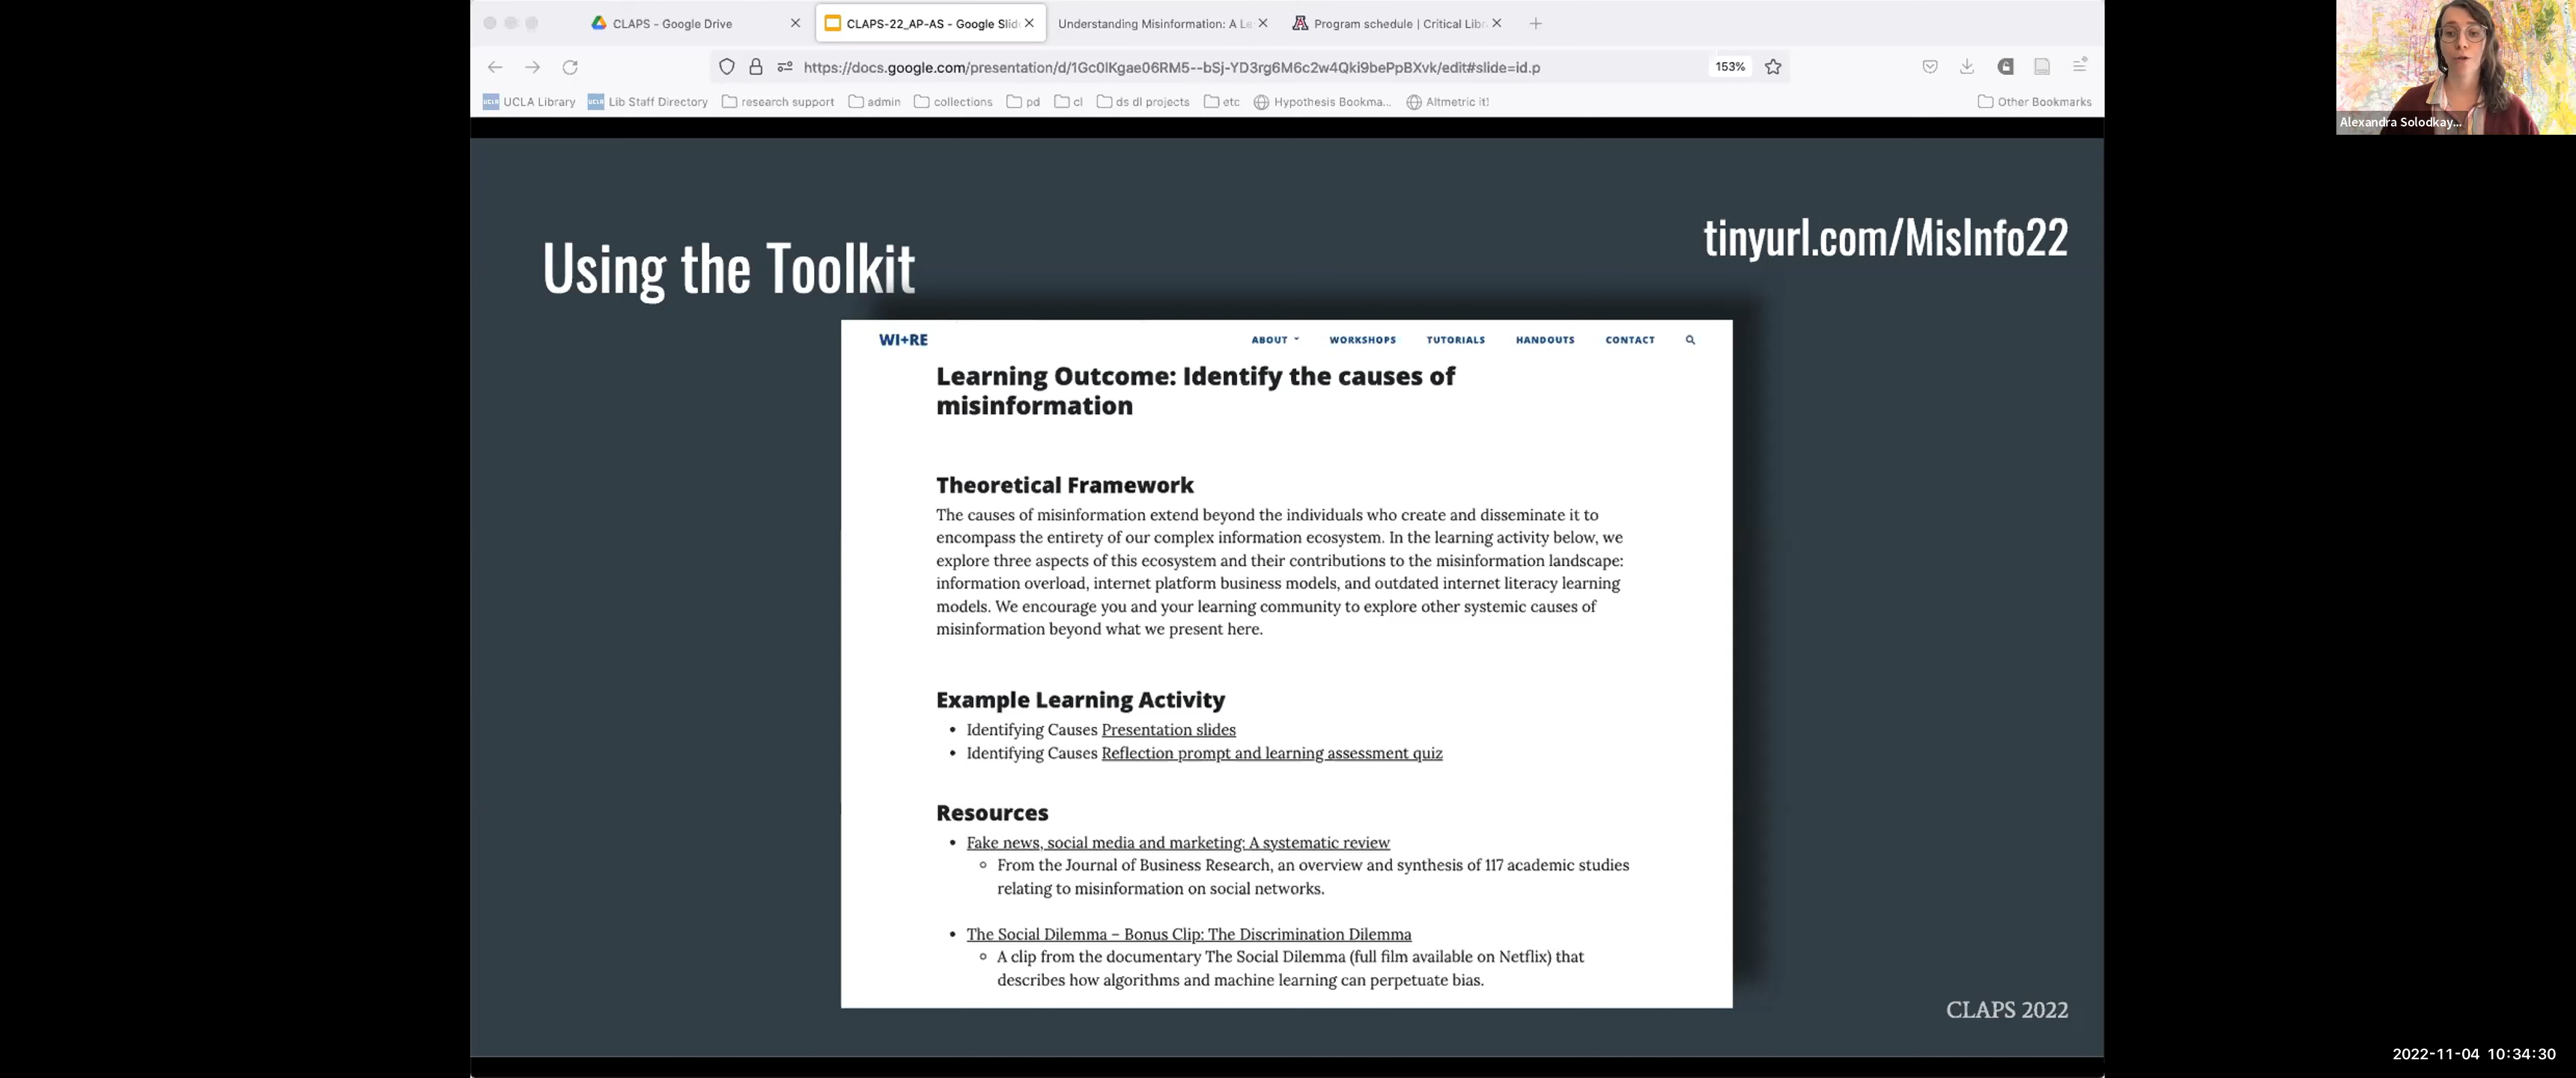 CLAPS - Google Drive
CLAPS-22_AP-AS - Google Slid
Understanding Misinformation: A Le
Program schedule | Critical Libr
https://docs.google.com/presentation/d/1Gc0lKgae06RM5--bSj-YD3rg6M6c2w4Qki9bePpBXvk/edit#slide=id.p
153%
UCLA Library
Lib Staff Directory
research support
admin
collections
pd
cl
ds dl projects
etc
Hypothesis Bookma...
Altmetric it!
Other Bookmarks
Alexandra Solodkay...
Using the Toolkit
tinyurl.com/MisInfo22
WI+RE
ABOUT
WORKSHOPS
TUTORIALS
HANDOUTS
CONTACT
Learning Outcome: Identify the causes of
misinformation
Theoretical Framework
The causes of misinformation extend beyond the individuals who create and disseminate it to
encompass the entirety of our complex information ecosystem. In the learning activity below, we
explore three aspects of this ecosystem and their contributions to the misinformation landscape:
information overload, internet platform business models, and outdated internet literacy learning
models. We encourage you and your learning community to explore other systemic causes of
misinformation beyond what we present here.
Example Learning Activity
• Identifying Causes Presentation slides
• Identifying Causes Reflection prompt and learning assessment quiz
Resources
• Fake news, social media and marketing: A systematic review
○ From the Journal of Business Research, an overview and synthesis of 117 academic studies
relating to misinformation on social networks.
• The Social Dilemma – Bonus Clip: The Discrimination Dilemma
○ A clip from the documentary The Social Dilemma (full film available on Netflix) that
describes how algorithms and machine learning can perpetuate bias.
CLAPS 2022
2022-11-04 10:34:30